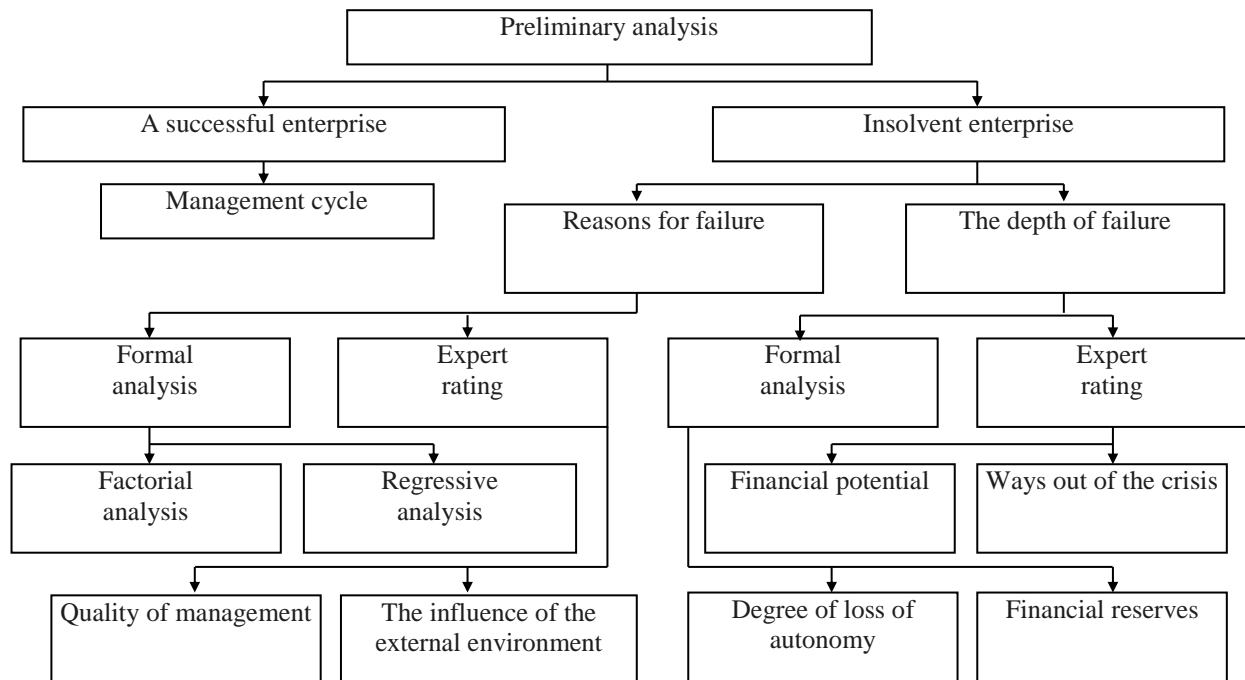 Preliminary analysis
A successful enterprise
Insolvent enterprise
Management cycle
Reasons for failure
The depth of failure
Formal
analysis
Expert
rating
Formal
analysis
Expert
rating
Factorial
analysis
Regressive
analysis
Financial potential
Ways out of the crisis
Quality of management
The influence of the
external environment
Degree of loss of
autonomy
Financial reserves